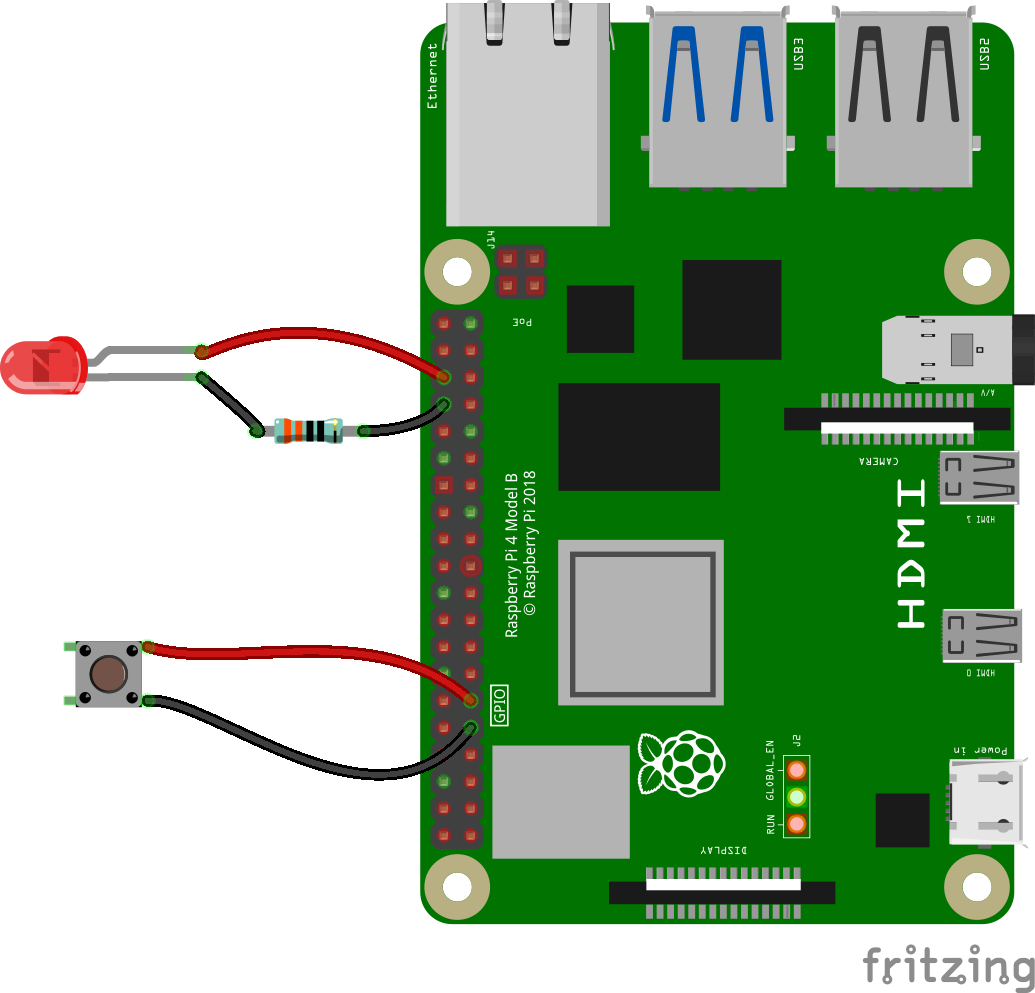 Ethernet
USB3
USB2
J14
PoE
A/V
CAMERA
HDMI 1
HDMI
Raspberry Pi 4 Model B
© Raspberry Pi 2018
HDMI 0
GPIO
J2
GLOBAL_EN
RUN
Power in
DISPLAY
fritzing